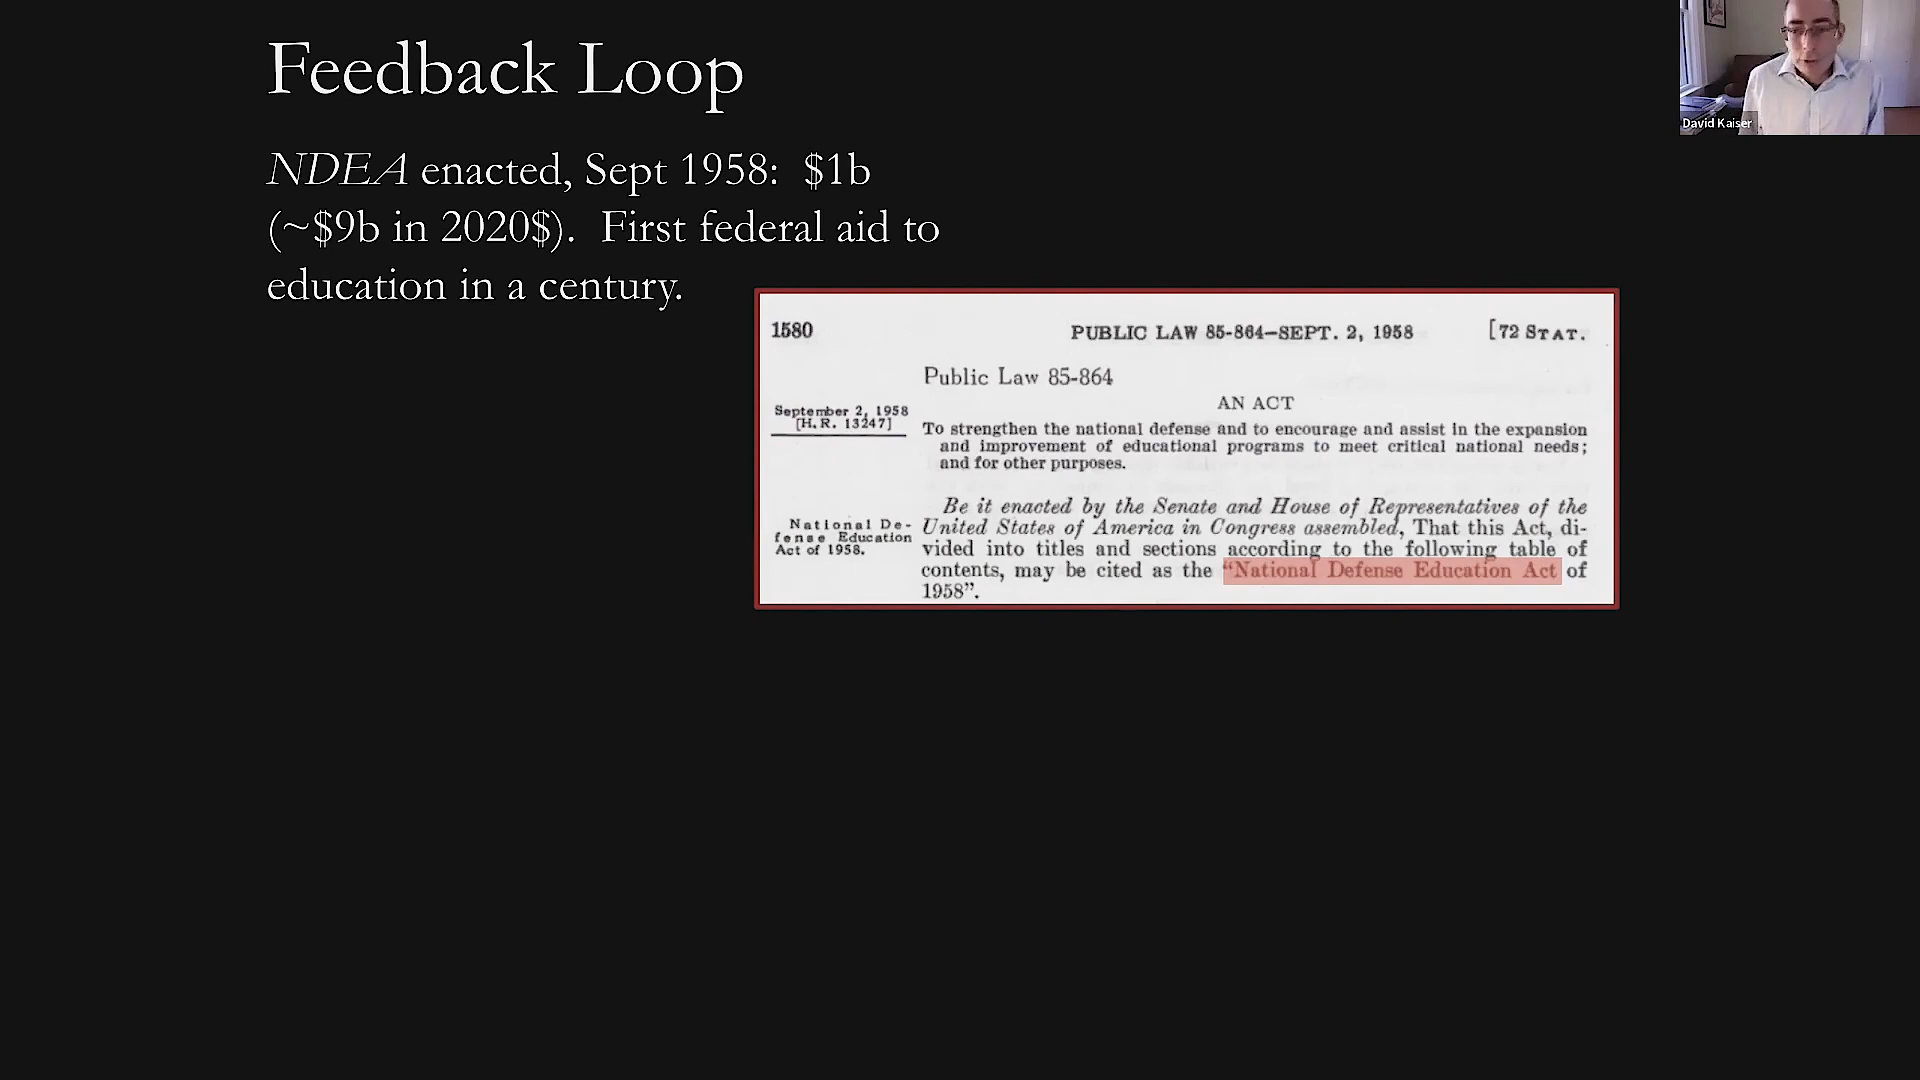 Feedback Loop
NDEA enacted, Sept 1958: $1b
(~$9b in 2020$). First federal aid to
education in a century.
David Kaiser
1580 PUBLIC LAW 85-864—SEPT. 2, 1958 [72 STAT.
Public Law 85-864
AN ACT
September 2, 1958
[H. R. 13247]
To strengthen the national defense and to encourage and assist in the expansion
and improvement of educational programs to meet critical national needs;
and for other purposes.
National De-
fense Education
Act of 1958.
Be it enacted by the Senate and House of Representatives of the
United States of America in Congress assembled, That this Act, di-
vided into titles and sections according to the following table of
contents, may be cited as the “National Defense Education Act of
1958”.